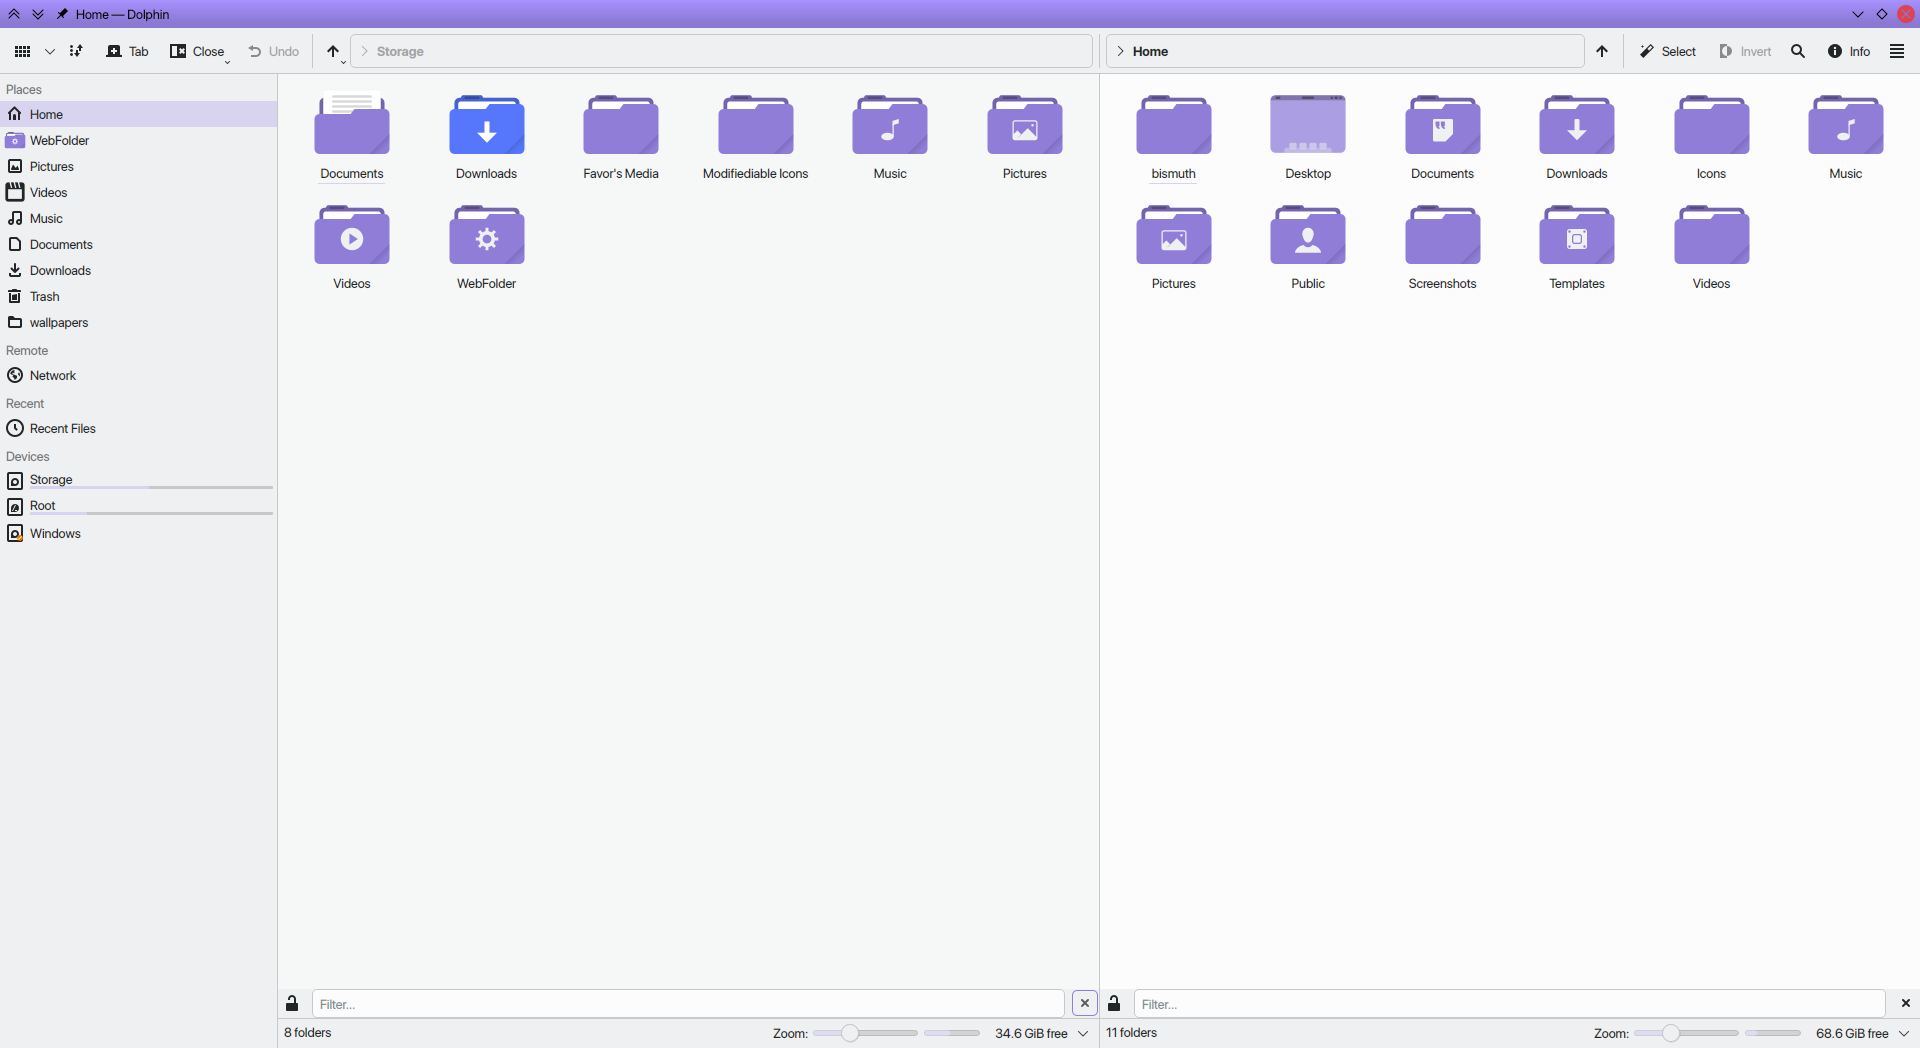 Home — Dolphin
Tab Close Undo Storage Home Select Invert Info
Places
Home
WebFolder
Pictures
Videos
Music
Documents
Downloads
Trash
wallpapers
Remote
Network
Recent
Recent Files
Devices
Storage
Root
Windows
Documents Downloads Favor's Media Modifiediable Icons Music Pictures
Videos WebFolder
Filter...
8 folders Zoom: 34.6 GiB free
bismuth Desktop Documents Downloads Icons Music
Pictures Public Screenshots Templates Videos
Filter...
11 folders Zoom: 68.6 GiB free